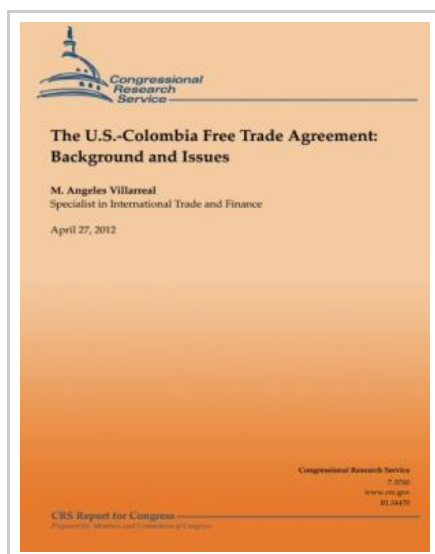 Congressional
Research
Service
The U.S.-Colombia Free Trade Agreement:
Background and Issues
M. Angeles Villarreal
Specialist in International Trade and Finance
April 27, 2012
Congressional Research Service
7-5700
www.crs.gov
RL34470
CRS Report for Congress
Prepared for Members and Committees of Congress